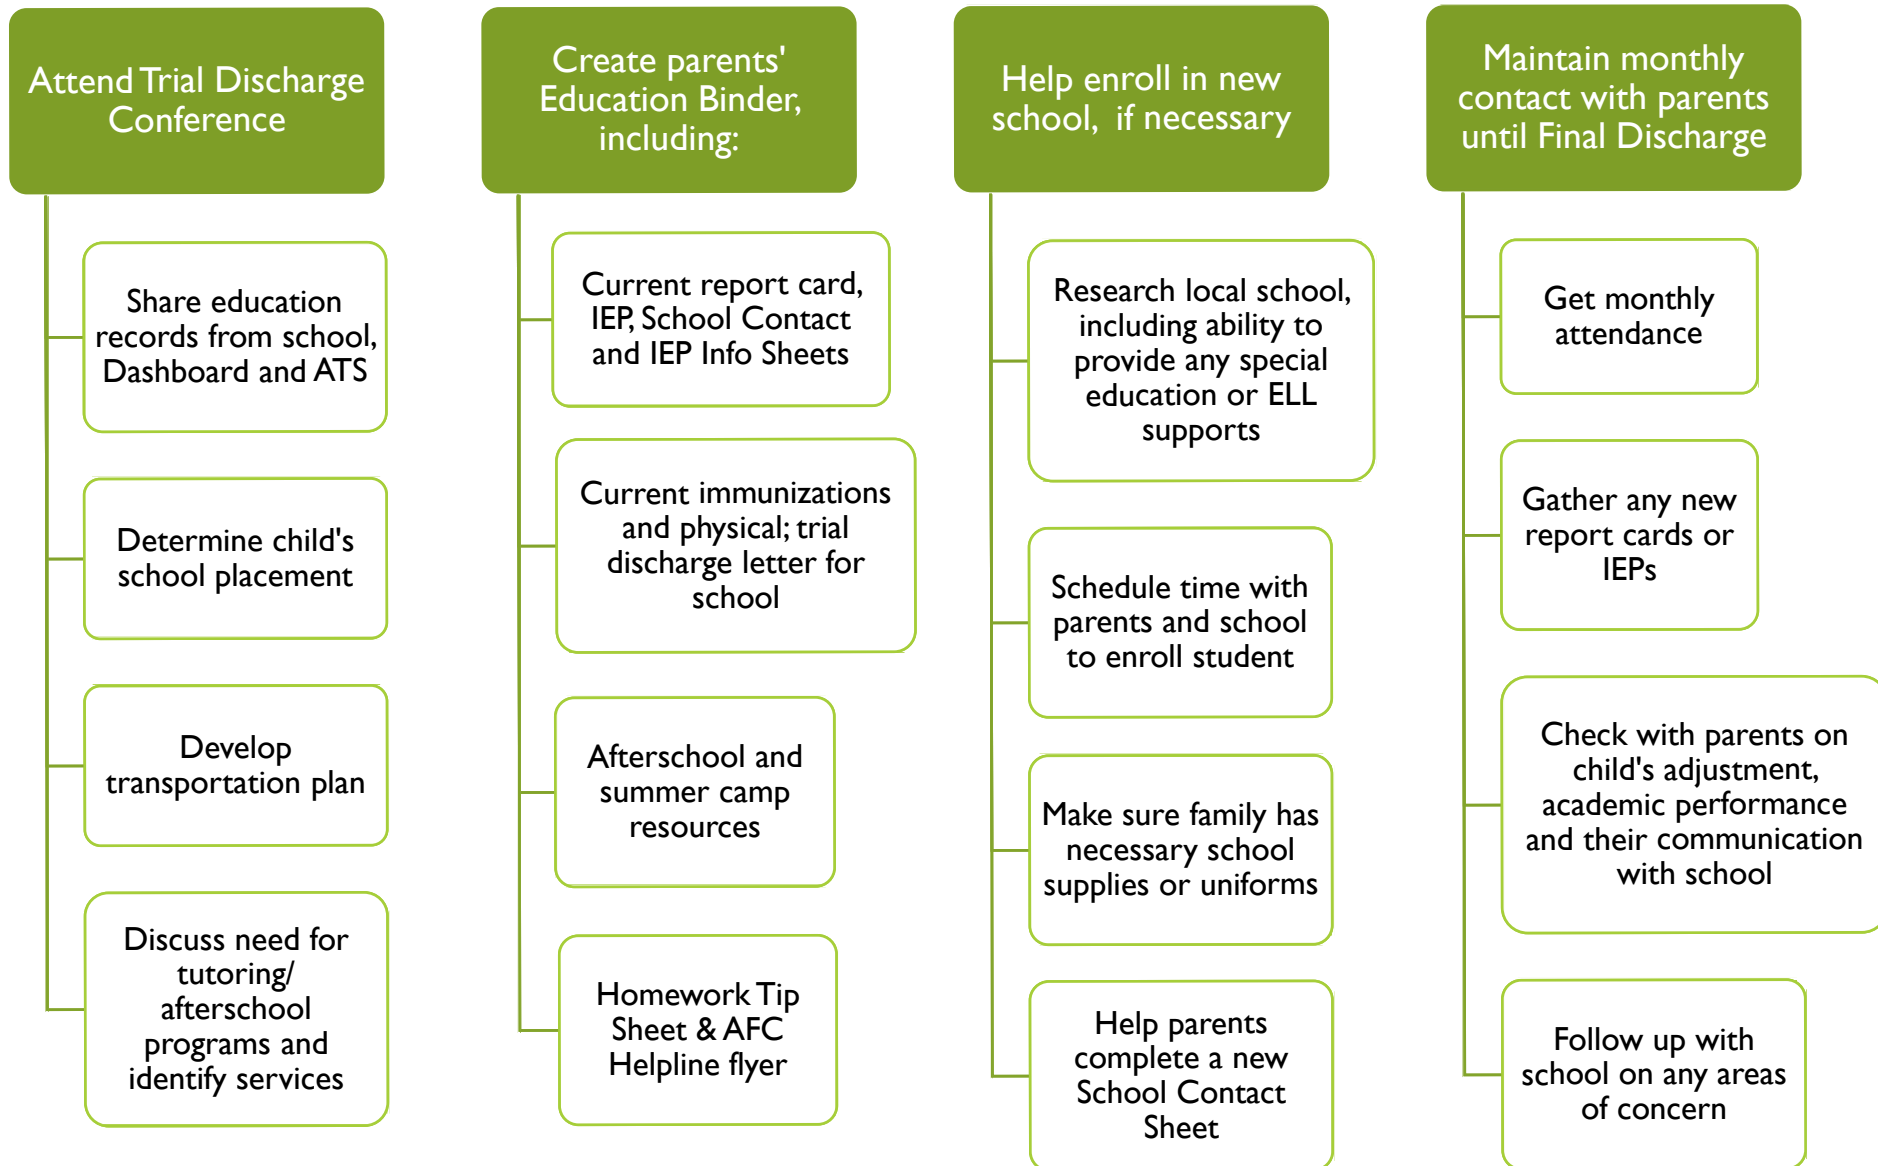 Attend Trial Discharge
Conference
Share education
records from school,
Dashboard and ATS
Determine child's
school placement
Develop
transportation plan
Discuss need for
tutoring/
afterschool
programs and
identify services
Create parents'
Education Binder,
including:
Current report card,
IEP, School Contact
and IEP Info Sheets
Current immunizations
and physical; trial
discharge letter for
school
Afterschool and
summer camp
resources
Homework Tip
Sheet & AFC
Helpline flyer
Help enroll in new
school, if necessary
Research local school,
including ability to
provide any special
education or ELL
supports
Schedule time with
parents and school
to enroll student
Make sure family has
necessary school
supplies or uniforms
Help parents
complete a new
School Contact
Sheet
Maintain monthly
contact with parents
until Final Discharge
Get monthly
attendance
Gather any new
report cards or
IEPs
Check with parents on
child's adjustment,
academic performance
and their communication
with school
Follow up with
school on any areas
of concern